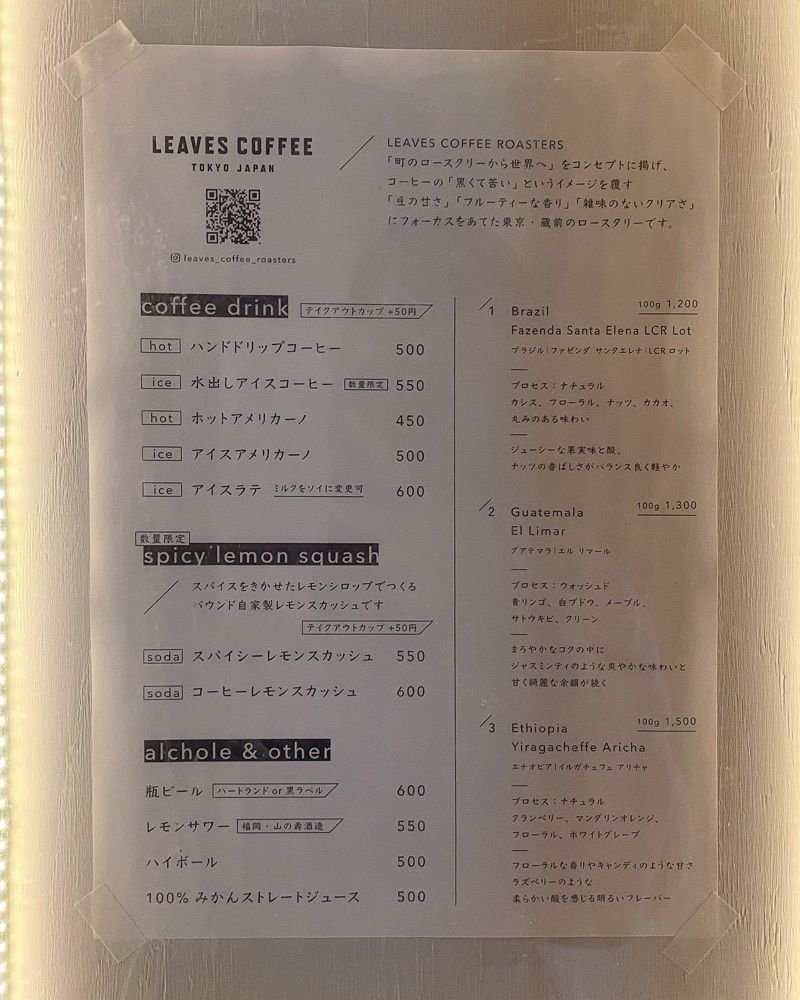 LEAVES COFFEE
TOKYO JAPAN
leaves_coffee_roasters
LEAVES COFFEE ROASTERS
「町のロースタリーから世界へ」をコンセプトに掲げ、
コーヒーの「黒くて苦い」というイメージを覆す
「豆の甘さ」「フルーティーな香り」「雑味のないクリアさ」
にフォーカスをあてた東京・蔵前のロースタリーです。
coffee drink テイクアウトカップ +50円
hot ハンドドリップコーヒー 500
ice 水出しアイスコーヒー 数量限定 550
hot ホットアメリカーノ 450
ice アイスアメリカーノ 500
ice アイスラテ ミルクをソイに変更可 600
数量限定
spicy lemon squash
スパイスをきかせたレモンシロップでつくる
バウンド自家製レモンスカッシュです
テイクアウトカップ +50円
soda スパイシーレモンスカッシュ 550
soda コーヒーレモンスカッシュ 600
alchole & other
瓶ビール ハートランド or 黒ラベル 600
レモンサワー 福岡・山の壽酒造 550
ハイボール 500
100% みかんストレートジュース 500
1 Brazil 100g 1,200
Fazenda Santa Elena LCR Lot
ブラジル|ファゼンダ サンタエレナ|LCR ロット
プロセス：ナチュラル
カシス、フローラル、ナッツ、カカオ、
丸みのある味わい
ジューシーな果実味と酸、
ナッツの香ばしさがバランス良く軽やか
2 Guatemala 100g 1,300
El Limar
グアテマラ|エル リマール
プロセス：ウォッシュド
青リンゴ、白ブドウ、メープル、
サトウキビ、クリーン
まろやかなコクの中に
ジャスミンティのような爽やかな味わいと
甘く綺麗な余韻が続く
3 Ethiopia 100g 1,500
Yiragacheffe Aricha
エチオピア|イルガチェフェ アリチャ
プロセス：ナチュラル
クランベリー、マンダリンオレンジ、
フローラル、ホワイトグレープ
フローラルな香りやキャンディのような甘さ
ラズベリーのような
柔らかい酸を感じる明るいフレーバー